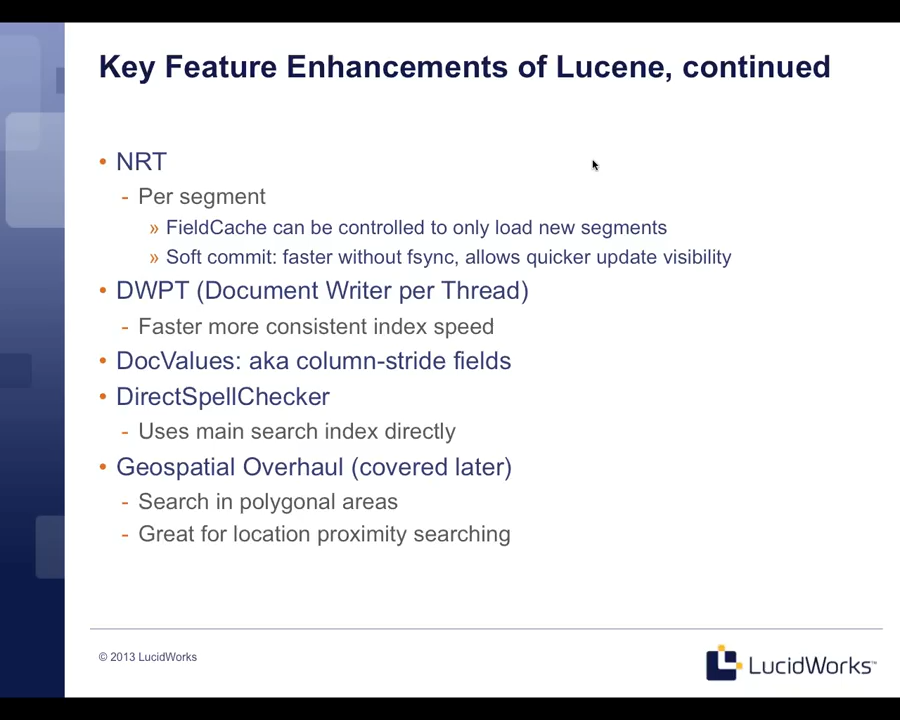 Key Feature Enhancements of Lucene, continued
• NRT
- Per segment
» FieldCache can be controlled to only load new segments
» Soft commit: faster without fsync, allows quicker update visibility
• DWPT (Document Writer per Thread)
- Faster more consistent index speed
• DocValues: aka column-stride fields
• DirectSpellChecker
- Uses main search index directly
• Geospatial Overhaul (covered later)
- Search in polygonal areas
- Great for location proximity searching
© 2013 LucidWorks
LucidWorks™